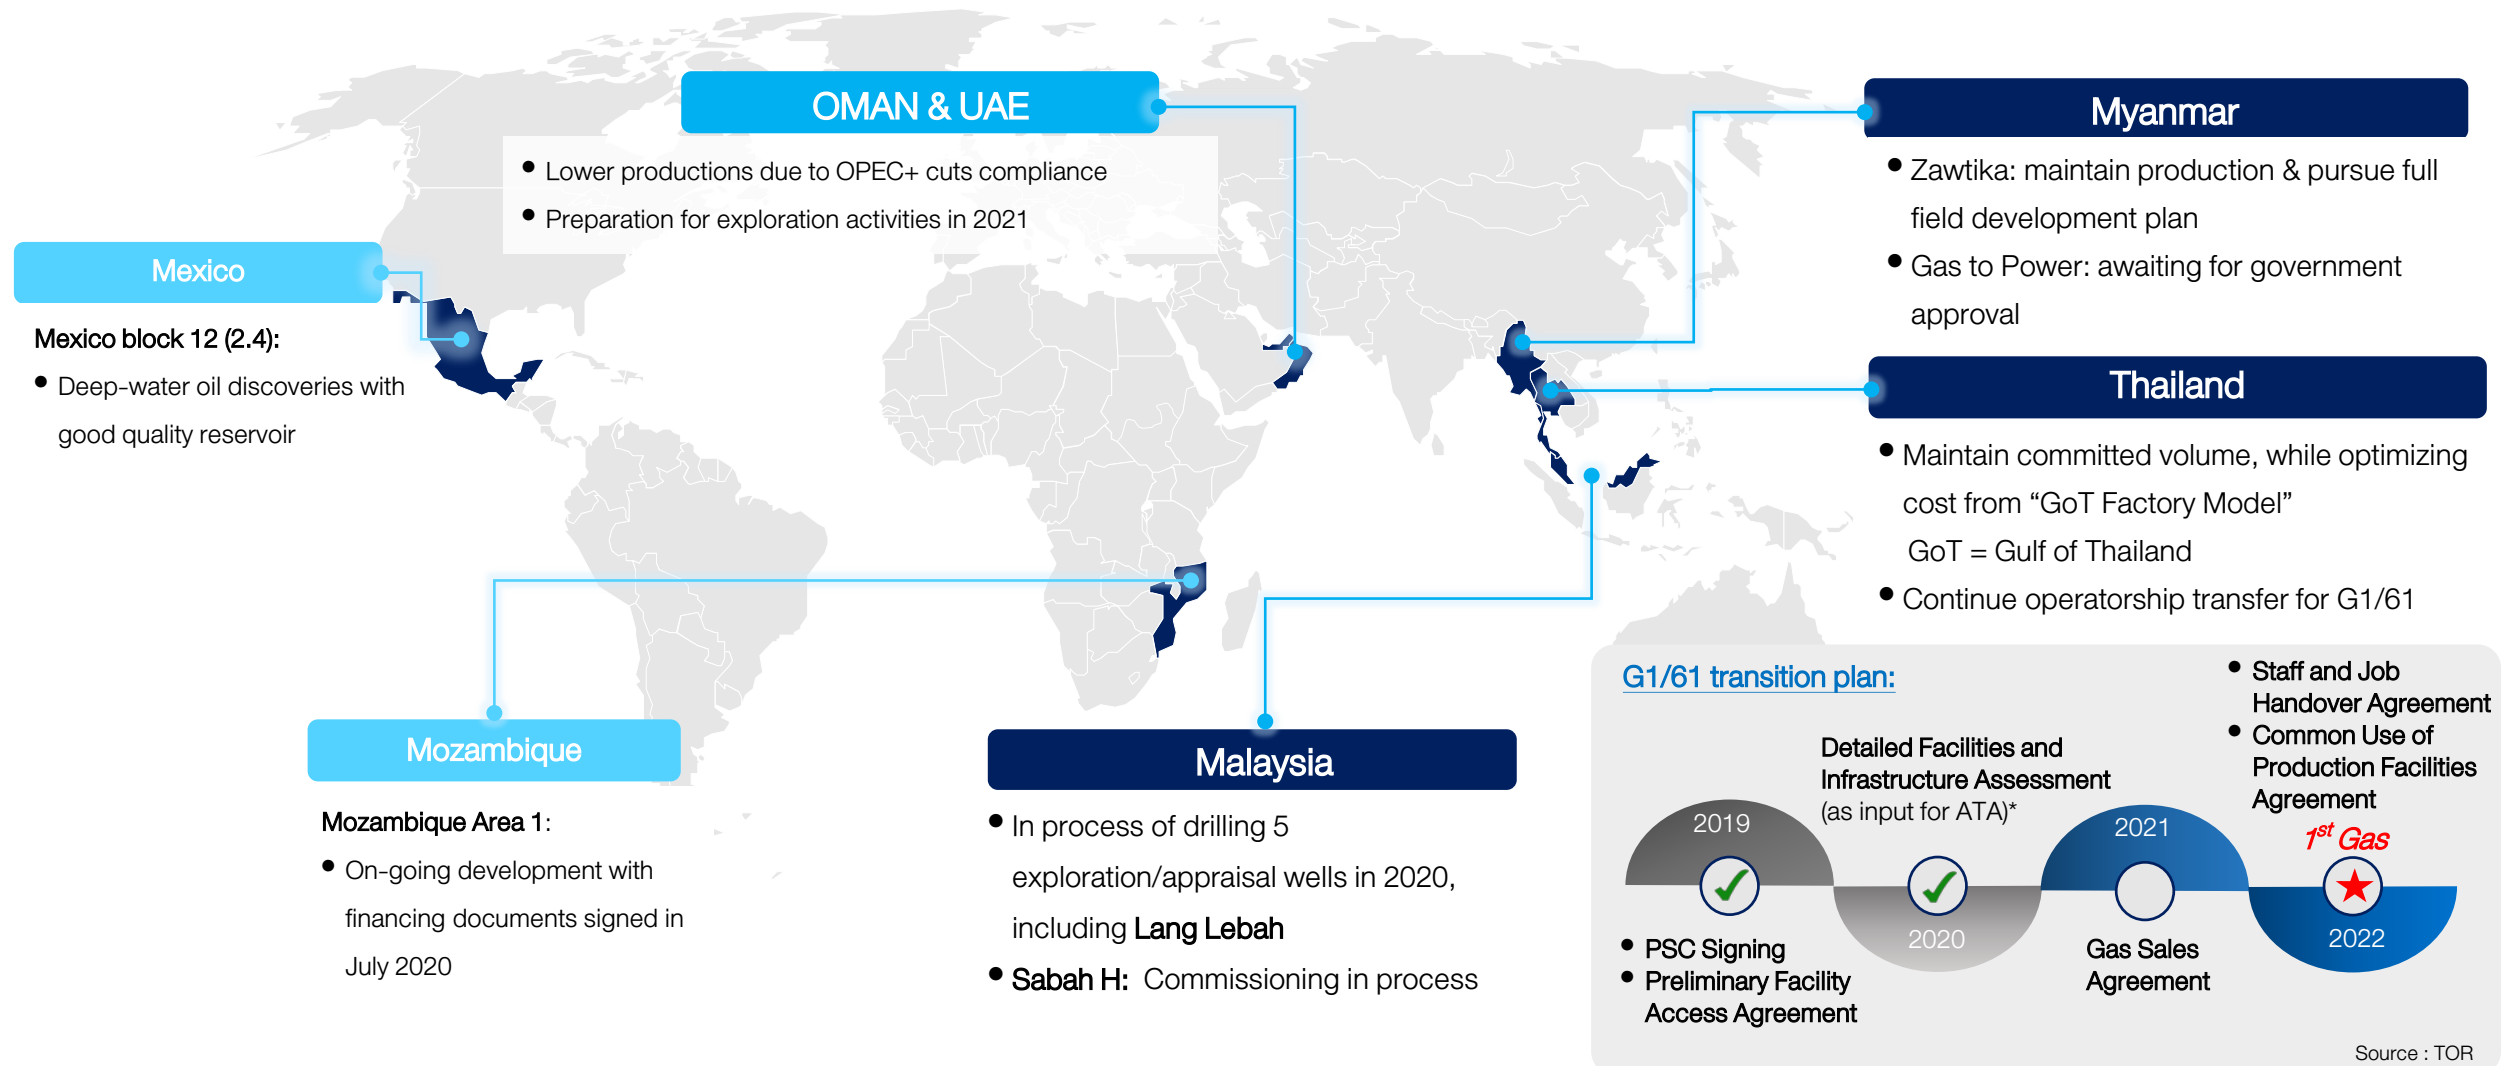 OMAN & UAE
• Lower productions due to OPEC+ cuts compliance
• Preparation for exploration activities in 2021
Mexico
Mexico block 12 (2.4):
• Deep-water oil discoveries with
good quality reservoir
Myanmar
• Zawtika: maintain production & pursue full
field development plan
• Gas to Power: awaiting for government
approval
Thailand
• Maintain committed volume, while optimizing
cost from “GoT Factory Model”
GoT = Gulf of Thailand
• Continue operatorship transfer for G1/61
Mozambique
Mozambique Area 1:
• On-going development with
financing documents signed in
July 2020
Malaysia
• In process of drilling 5
exploration/appraisal wells in 2020,
including Lang Lebah
• Sabah H: Commissioning in process
G1/61 transition plan:
2019
• PSC Signing
• Preliminary Facility
Access Agreement
Detailed Facilities and
Infrastructure Assessment
(as input for ATA)*
2020
2021
Gas Sales
Agreement
• Staff and Job
Handover Agreement
• Common Use of
Production Facilities
Agreement
1st Gas
2022
Source : TOR